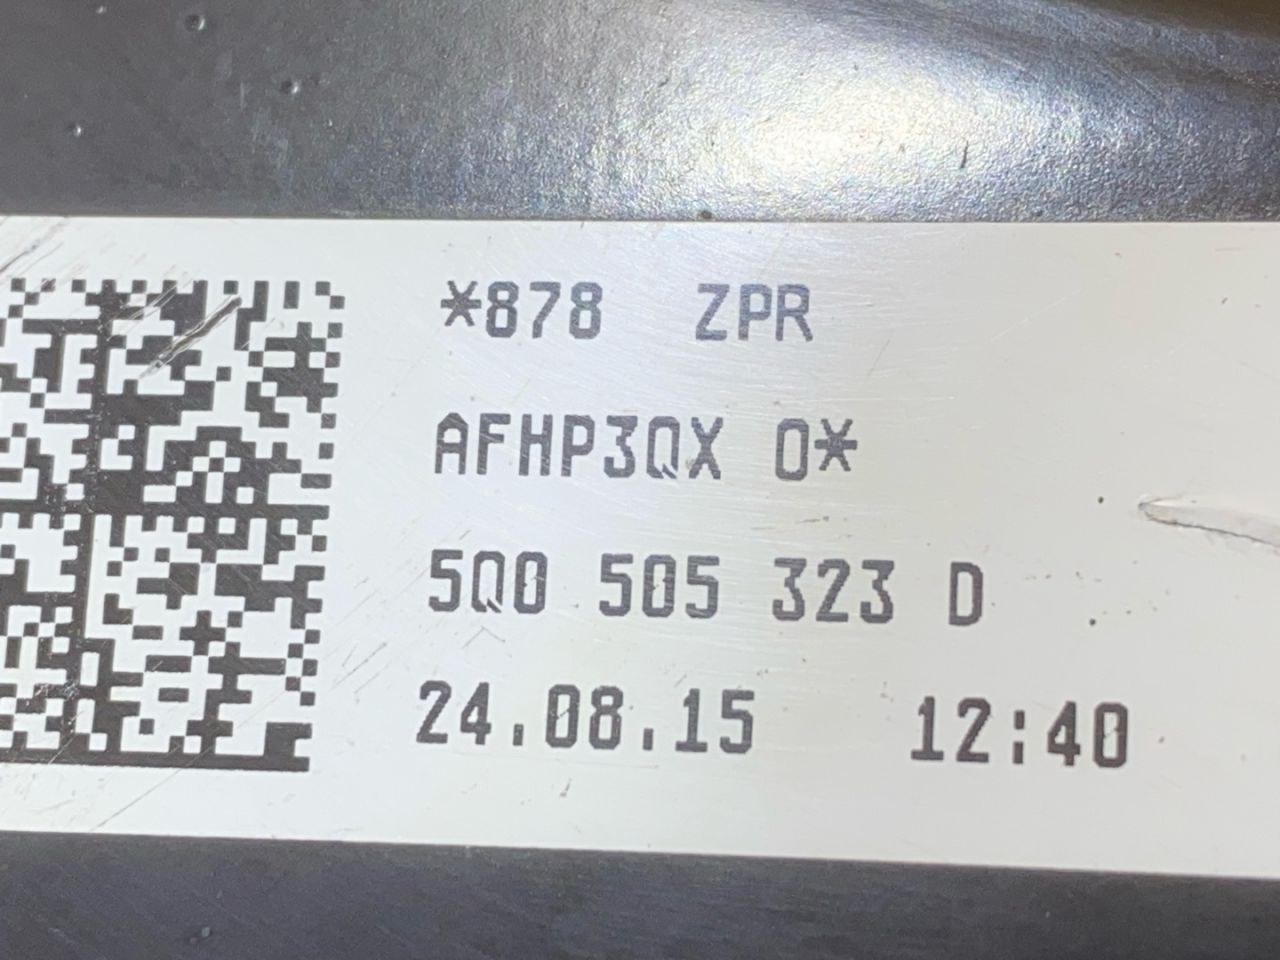 *878 ZPR
AFHP3QX 0*
5Q0 505 323 D
24.08.15 12:40